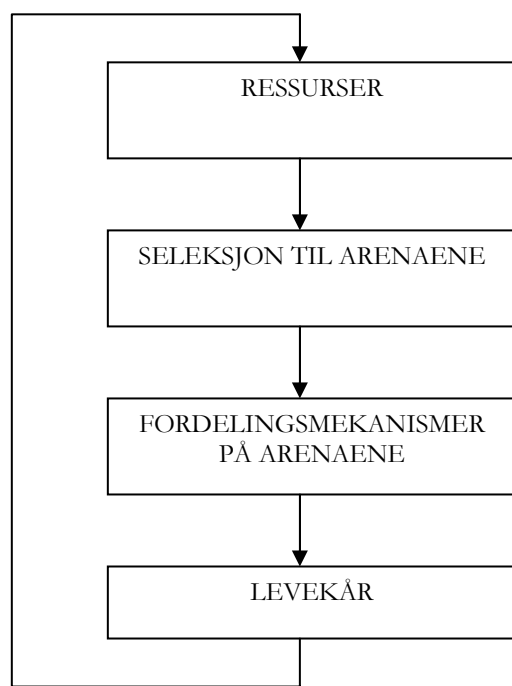 RESSURSER
SELEKSJON TIL ARENAENE
FORDELINGSMEKANISMER
PÅ ARENAENE
LEVEKÅR